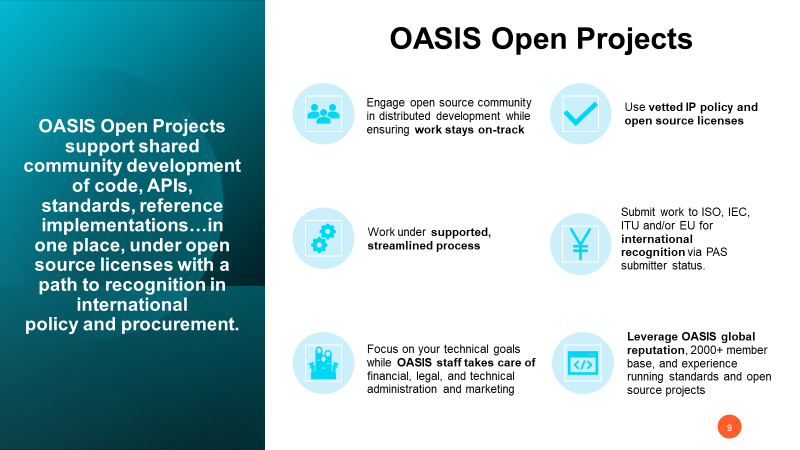 OASIS Open Projects
OASIS Open Projects
support shared
community development
of code, APIs,
standards, reference
implementations…in
one place, under open
source licenses with a
path to recognition in
international
policy and procurement.
Engage open source community
in distributed development while
ensuring work stays on-track
Use vetted IP policy and
open source licenses
Work under supported,
streamlined process
Submit work to ISO, IEC,
ITU and/or EU for
international
recognition via PAS
submitter status.
Focus on your technical goals
while OASIS staff takes care of
financial, legal, and technical
administration and marketing
Leverage OASIS global
reputation, 2000+ member
base, and experience
running standards and open
source projects
9